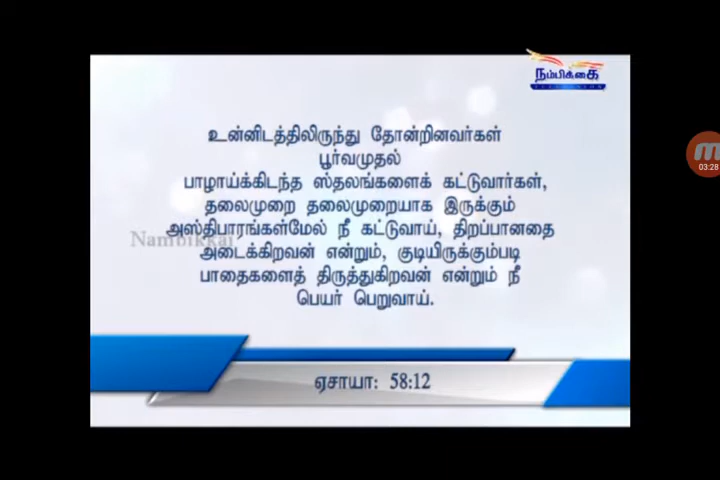 நம்பிக்கை
03:28
உன்னிடத்திலிருந்து தோன்றினவர்கள்
பூர்வமுதல்
பாழாய்க்கிடந்த ஸ்தலங்களைக் கட்டுவார்கள்,
தலைமுறை தலைமுறையாக இருக்கும்
அஸ்திபாரங்கள்மேல் நீ கட்டுவாய், திறப்பானதை
Nambikkai
அடைக்கிறவன் என்றும், குடியிருக்கும்படி
பாதைகளைத் திருத்துகிறவன் என்றும் நீ
பெயர் பெறுவாய்.
ஏசாயா: 58:12